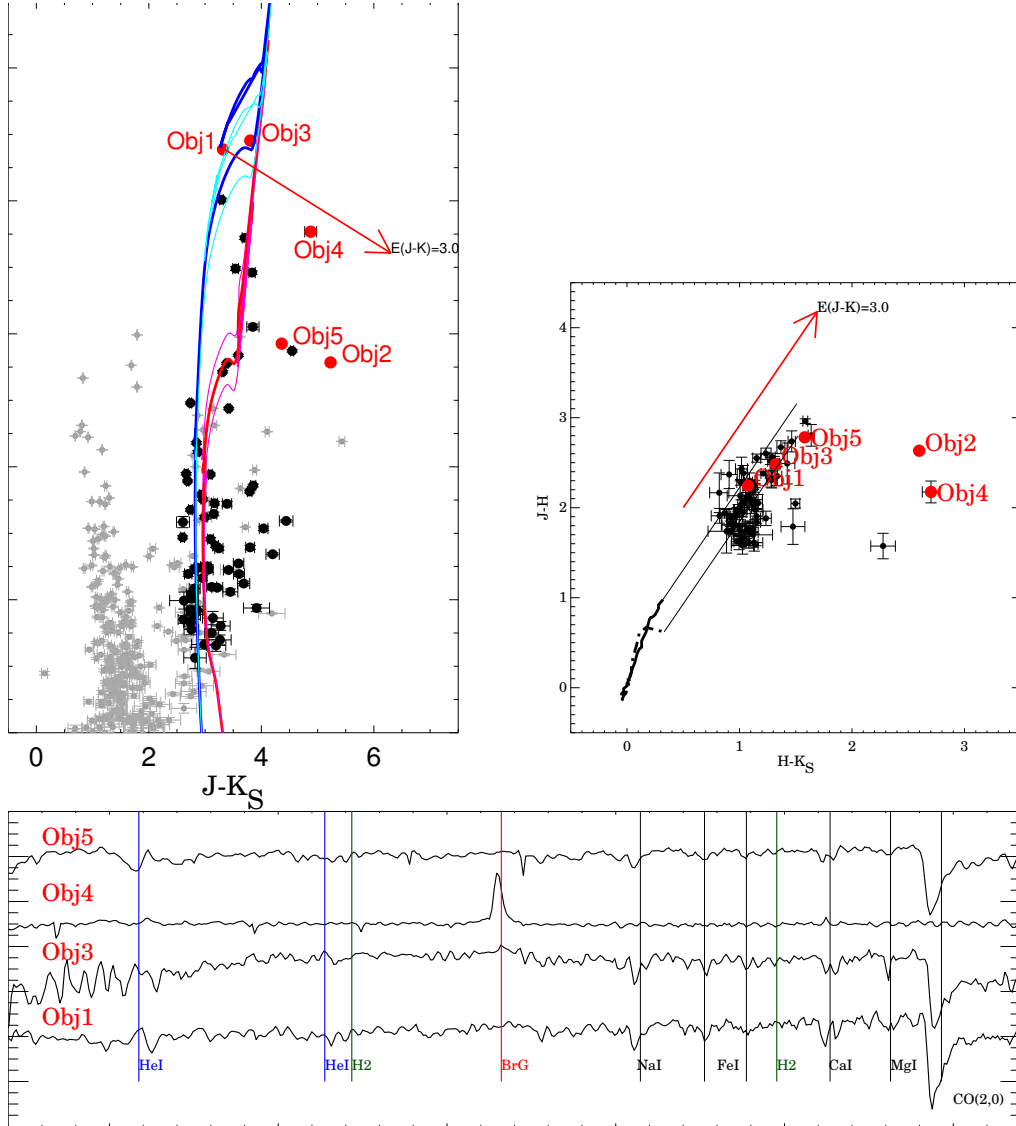 Obj1
Obj3
E(J-K)=3.0
Obj4
Obj5
Obj2
0 2 4 6
J-K_S
E(J-K)=3.0
4
3
2
1
0
J-H
Obj5
Obj2
Obj3
Obj1
Obj4
0 1 2 3
H-K_S
Obj5
Obj4
Obj3
Obj1
HeI HeI H2 BrG NaI FeI H2 CaI MgI
CO(2,0)